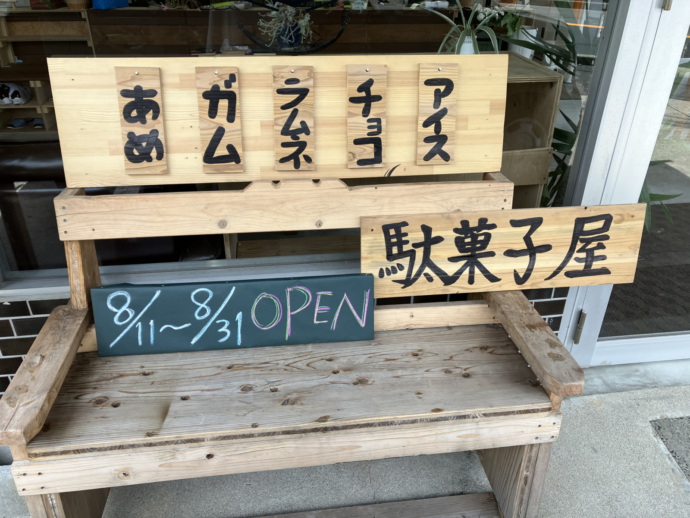 あめ
ガム
ラムネ
チョコ
アイス
駄菓子屋
8/11～8/31 OPEN